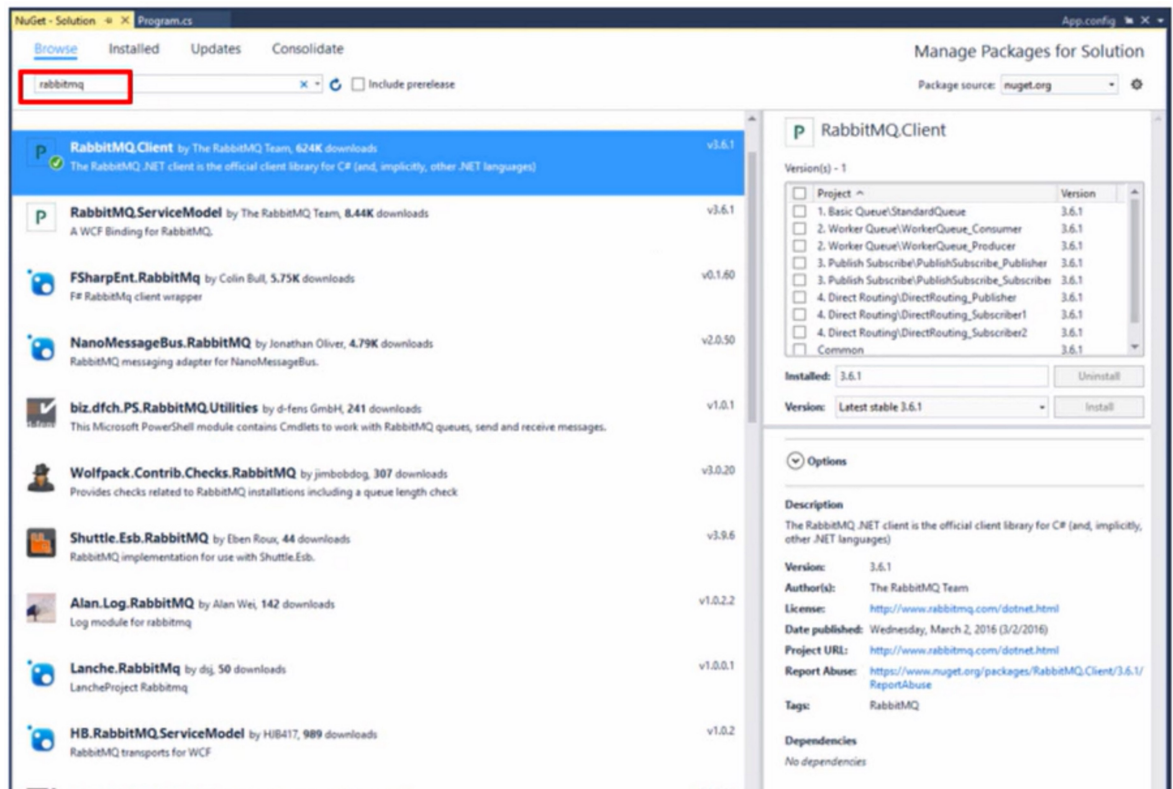 NuGet - Solution
Program.cs
App.config
Browse Installed Updates Consolidate
Manage Packages for Solution
rabbitmq
Include prerelease
Package source: nuget.org
RabbitMQ.Client by The RabbitMQ Team, 624K downloads
v3.6.1
The RabbitMQ .NET client is the official client library for C# (and, implicitly, other .NET languages)
RabbitMQ.ServiceModel by The RabbitMQ Team, 8.44K downloads
v3.6.1
A WCF Binding for RabbitMQ.
FSharpEnt.RabbitMq by Colin Bull, 5.75K downloads
v0.1.60
F# RabbitMq client wrapper
NanoMessageBus.RabbitMQ by Jonathan Oliver, 4.79K downloads
v2.0.50
RabbitMQ messaging adapter for NanoMessageBus.
biz.dfch.PS.RabbitMQ.Utilities by d-fens GmbH, 241 downloads
v1.0.1
This Microsoft PowerShell module contains Cmdlets to work with RabbitMQ queues, send and receive messages.
Wolfpack.Contrib.Checks.RabbitMQ by jimbobdog, 307 downloads
v3.0.20
Provides checks related to RabbitMQ installations including a queue length check
Shuttle.Esb.RabbitMQ by Eben Roux, 44 downloads
v3.9.6
RabbitMQ implementation for use with Shuttle.Esb.
Alan.Log.RabbitMQ by Alan Wei, 142 downloads
v1.0.2.2
Log module for rabbitmq
Lanche.RabbitMq by dsj, 50 downloads
v1.0.0.1
LancheProject Rabbitmq
HB.RabbitMQ.ServiceModel by HJB417, 989 downloads
v1.0.2
RabbitMQ transports for WCF
P RabbitMQ.Client
Version(s) - 1
Project Version
1. Basic Queue\StandardQueue 3.6.1
2. Worker Queue\WorkerQueue_Consumer 3.6.1
2. Worker Queue\WorkerQueue_Producer 3.6.1
3. Publish Subscribe\PublishSubscribe_Publisher 3.6.1
3. Publish Subscribe\PublishSubscribe_Subscriber 3.6.1
4. Direct Routing\DirectRouting_Publisher 3.6.1
4. Direct Routing\DirectRouting_Subscriber1 3.6.1
4. Direct Routing\DirectRouting_Subscriber2 3.6.1
Common 3.6.1
Installed: 3.6.1 Uninstall
Version: Latest stable 3.6.1 Install
Options
Description
The RabbitMQ .NET client is the official client library for C# (and, implicitly,
other .NET languages)
Version: 3.6.1
Author(s): The RabbitMQ Team
License: http://www.rabbitmq.com/dotnet.html
Date published: Wednesday, March 2, 2016 (3/2/2016)
Project URL: http://www.rabbitmq.com/dotnet.html
Report Abuse: https://www.nuget.org/packages/RabbitMQ.Client/3.6.1/
ReportAbuse
Tags: RabbitMQ
Dependencies
No dependencies